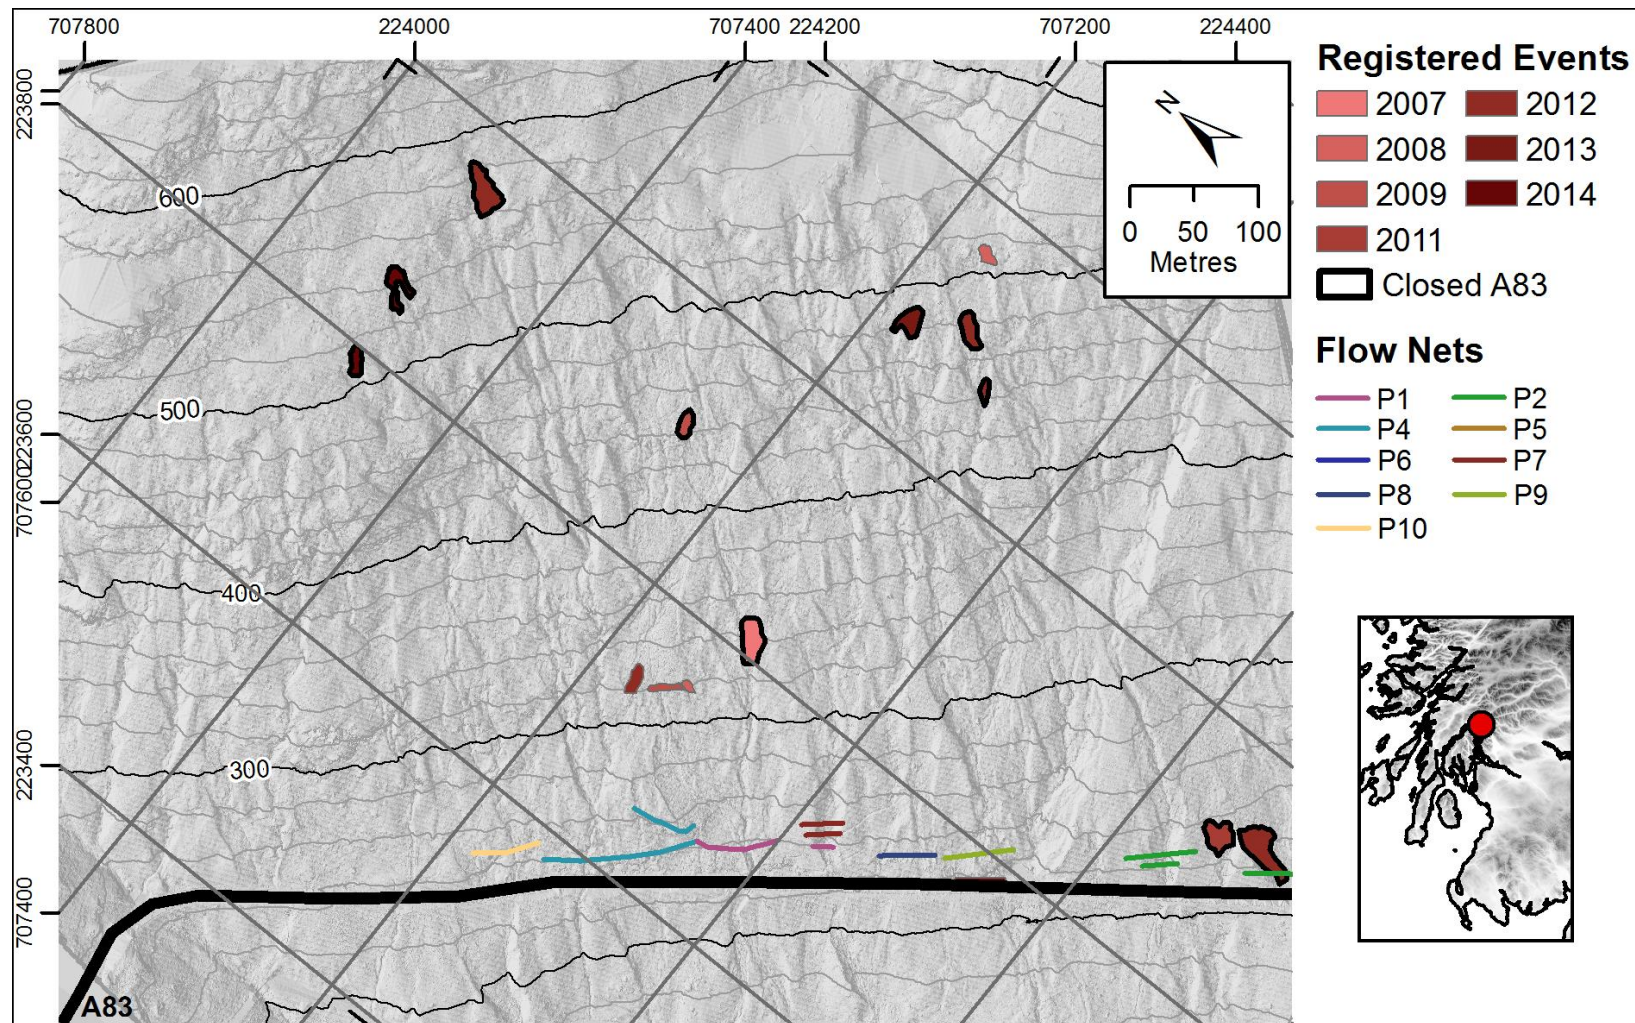 707800 224000 707400 224200 707200 224400
223800
223600
707600
223400
707400
600
500
400
300
A83
N
0 50 100
Metres
Registered Events
2007 2012
2008 2013
2009 2014
2011
Closed A83
Flow Nets
P1 P2
P4 P5
P6 P7
P8 P9
P10